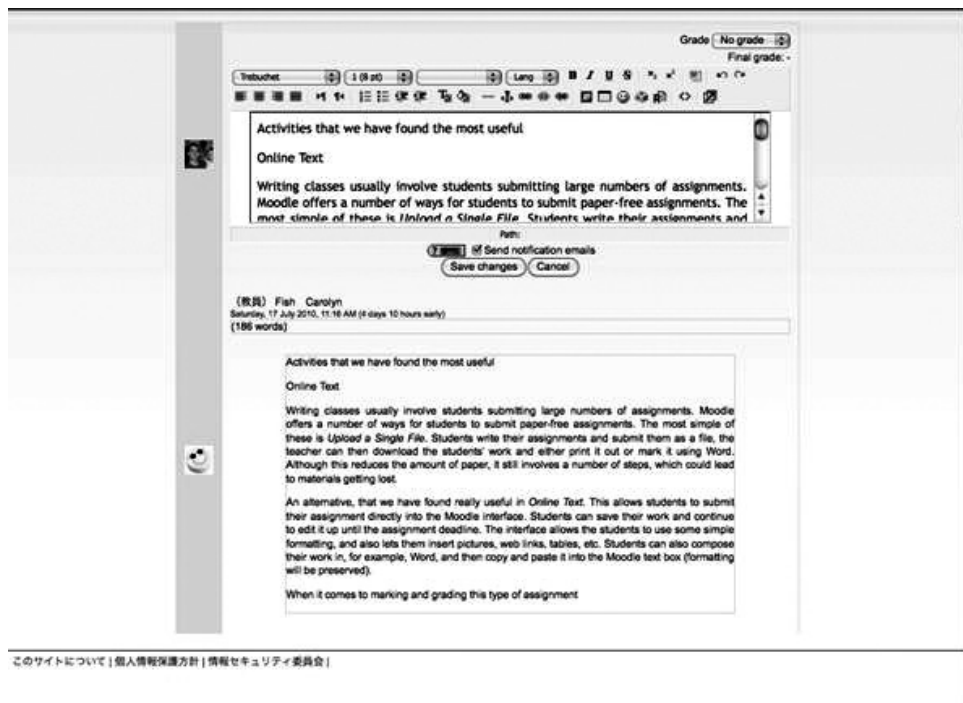 Grade No grade
Final grade: -
Trebuchet 1 (8 pt) Lang B I U S
Activities that we have found the most useful
Online Text
Writing classes usually involve students submitting large numbers of assignments.
Moodle offers a number of ways for students to submit paper-free assignments. The
most simple of these is Upload a Single File. Students write their assignments and
Path:
Send notification emails
Save changes Cancel
(教員) Fish Carolyn
Saturday, 17 July 2010, 11:16 AM (4 days 10 hours early)
(186 words)
Activities that we have found the most useful
Online Text
Writing classes usually involve students submitting large numbers of assignments. Moodle
offers a number of ways for students to submit paper-free assignments. The most simple of
these is Upload a Single File. Students write their assignments and submit them as a file, the
teacher can then download the students' work and either print it out or mark it using Word.
Although this reduces the amount of paper, it still involves a number of steps, which could lead
to materials getting lost.
An alternative, that we have found really useful in Online Text. This allows students to submit
their assignment directly into the Moodle interface. Students can save their work and continue
to edit it up until the assignment deadline. The interface allows the students to use some simple
formatting, and also lets them insert pictures, web links, tables, etc. Students can also compose
their work in, for example, Word, and then copy and paste it into the Moodle text box (formatting
will be preserved).
When it comes to marking and grading this type of assignment
このサイトについて | 個人情報保護方針 | 情報セキュリティ委員会 |